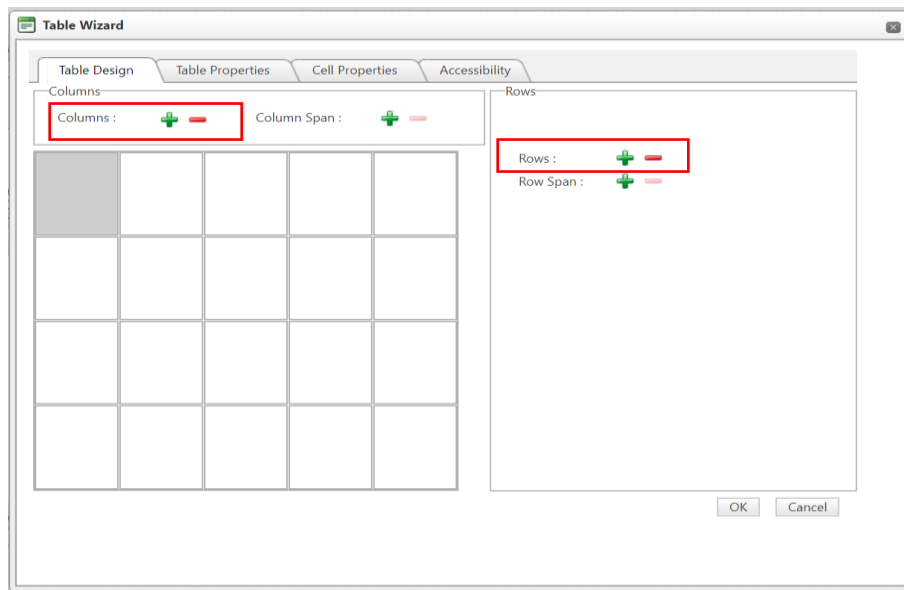 Table Wizard
Table Design Table Properties Cell Properties Accessibility
Columns
Columns : Column Span :
Rows
Rows :
Row Span :
OK Cancel